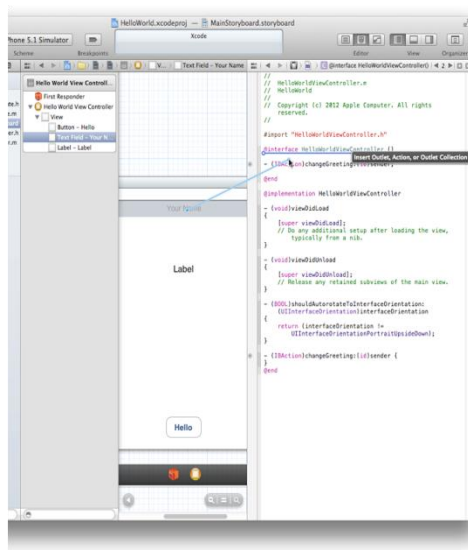 HelloWorld.xcodeproj — MainStoryboard.storyboard
Phone 5.1 Simulator
Xcode
Scheme
Breakpoints
Editor
View
Organizer
V...
Text Field - Your Name
@interface HelloWorldViewController()
2
Hello World View Controll...
First Responder
Hello World View Controller
View
Button - Hello
Text Field - Your N
Label - Label
Your Name
Label
Hello
//
// HelloWorldViewController.m
// HelloWorld
//
// Copyright (c) 2012 Apple Computer. All rights
reserved.
//
#import "HelloWorldViewController.h"
@interface HelloWorldViewController ()
Insert Outlet, Action, or Outlet Collection
- (IBAction)changeGreeting:(id)sender;
@end
@implementation HelloWorldViewController
- (void)viewDidLoad
{
[super viewDidLoad];
// Do any additional setup after loading the view,
typically from a nib.
}
- (void)viewDidUnload
{
[super viewDidUnload];
// Release any retained subviews of the main view.
}
- (BOOL)shouldAutorotateToInterfaceOrientation:
(UIInterfaceOrientation)interfaceOrientation
{
return (interfaceOrientation !=
UIInterfaceOrientationPortraitUpsideDown);
}
- (IBAction)changeGreeting:(id)sender {
}
@end